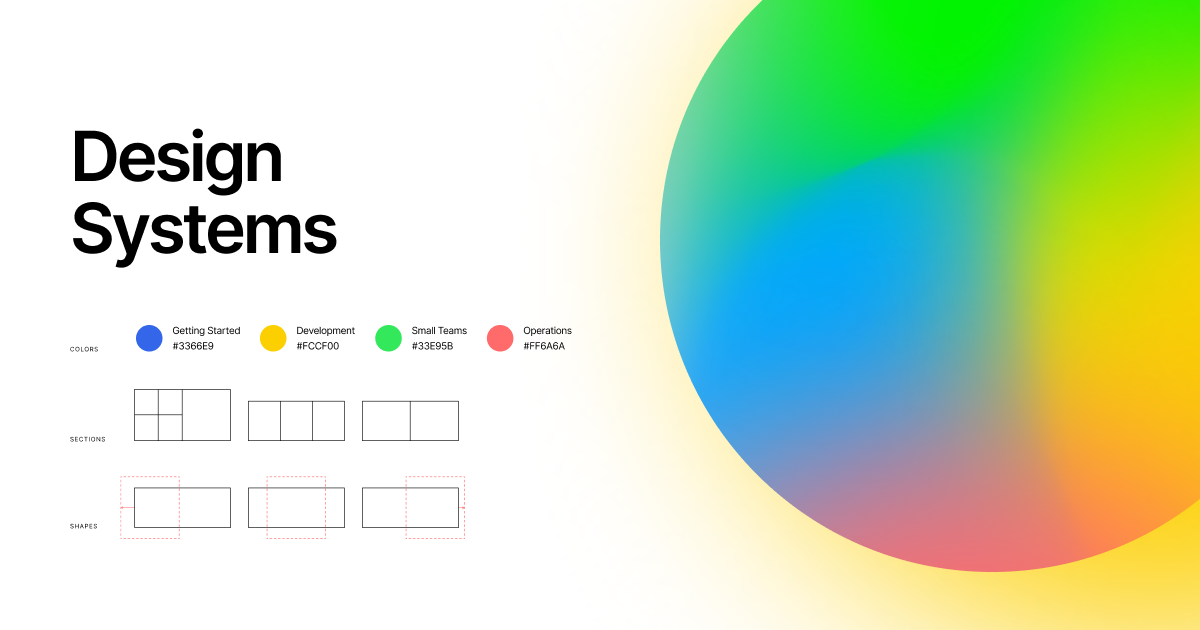 Design
Systems
COLORS
Getting Started
#3366E9
Development
#FCCF00
Small Teams
#33E95B
Operations
#FF6A6A
SECTIONS
SHAPES